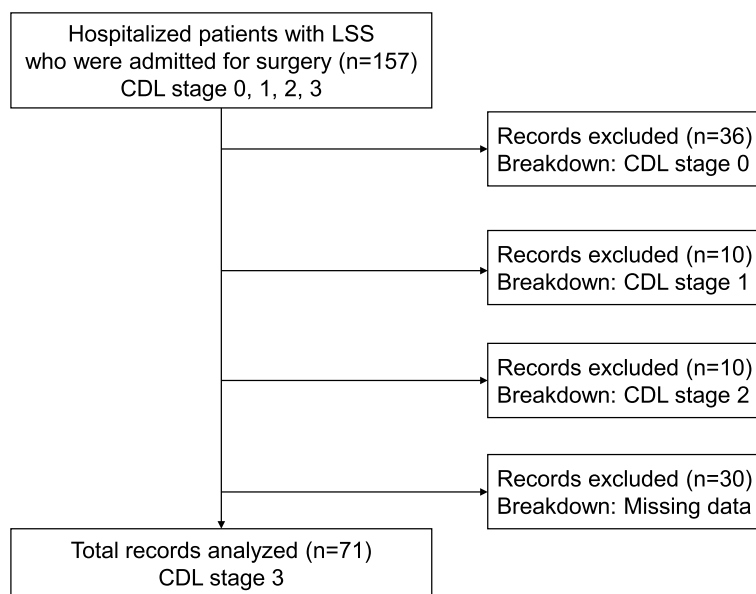 Hospitalized patients with LSS
who were admitted for surgery (n=157)
CDL stage 0, 1, 2, 3
Records excluded (n=36)
Breakdown: CDL stage 0
Records excluded (n=10)
Breakdown: CDL stage 1
Records excluded (n=10)
Breakdown: CDL stage 2
Records excluded (n=30)
Breakdown: Missing data
Total records analyzed (n=71)
CDL stage 3